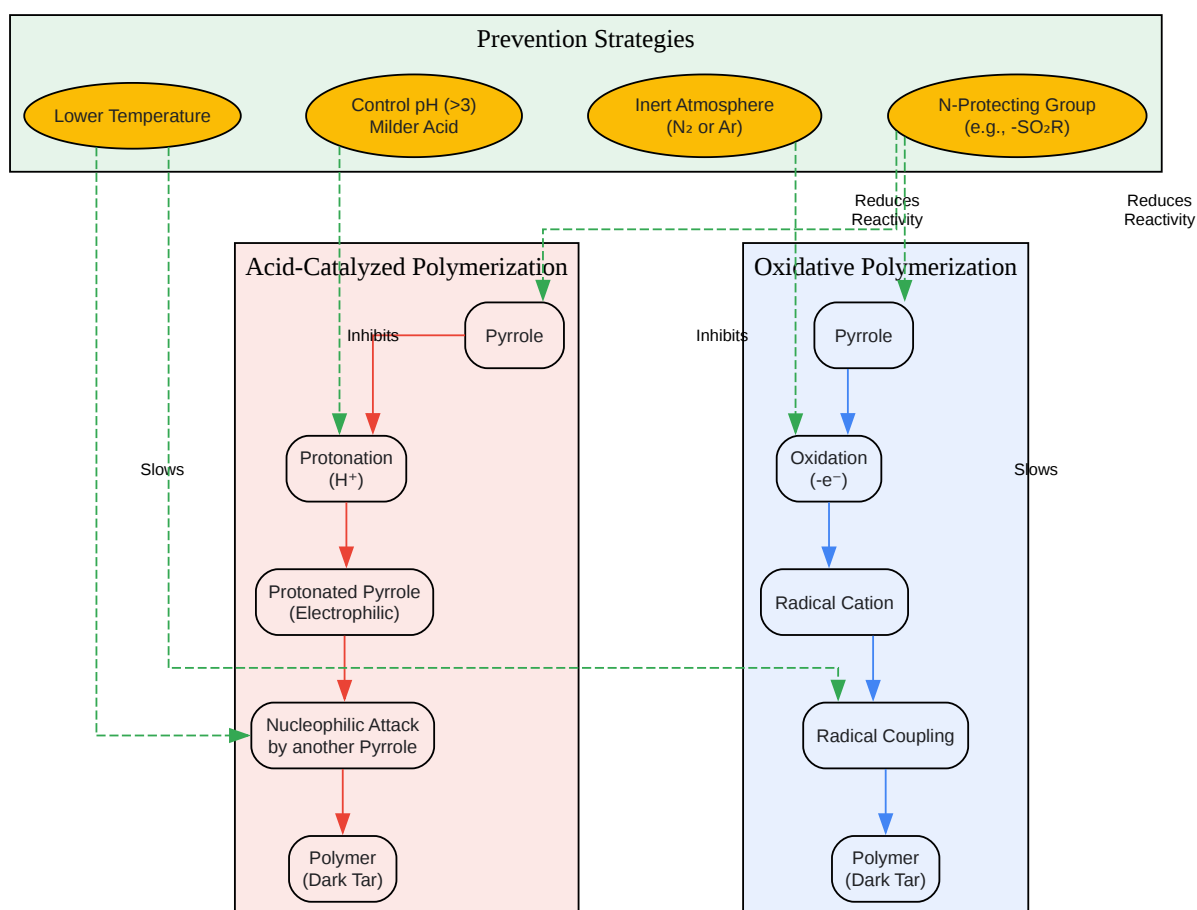 Prevention Strategies
Lower Temperature
Control pH (>3)
Milder Acid
Inert Atmosphere
(N₂ or Ar)
N-Protecting Group
(e.g., -SO₂R)
Reduces
Reactivity
Reduces
Reactivity
Acid-Catalyzed Polymerization
Oxidative Polymerization
Pyrrole
Pyrrole
Inhibits
Inhibits
Protonation
(H⁺)
Oxidation
(-e⁻)
Slows
Slows
Protonated Pyrrole
(Electrophilic)
Radical Cation
Nucleophilic Attack
by another Pyrrole
Radical Coupling
Polymer
(Dark Tar)
Polymer
(Dark Tar)